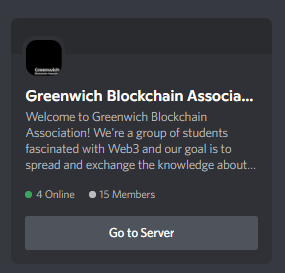 Greenwich
Greenwich Blockchain Associa...
Welcome to Greenwich Blockchain
Association! We're a group of students
fascinated with Web3 and our goal is to
spread and exchange the knowledge about...
4 Online 15 Members
Go to Server